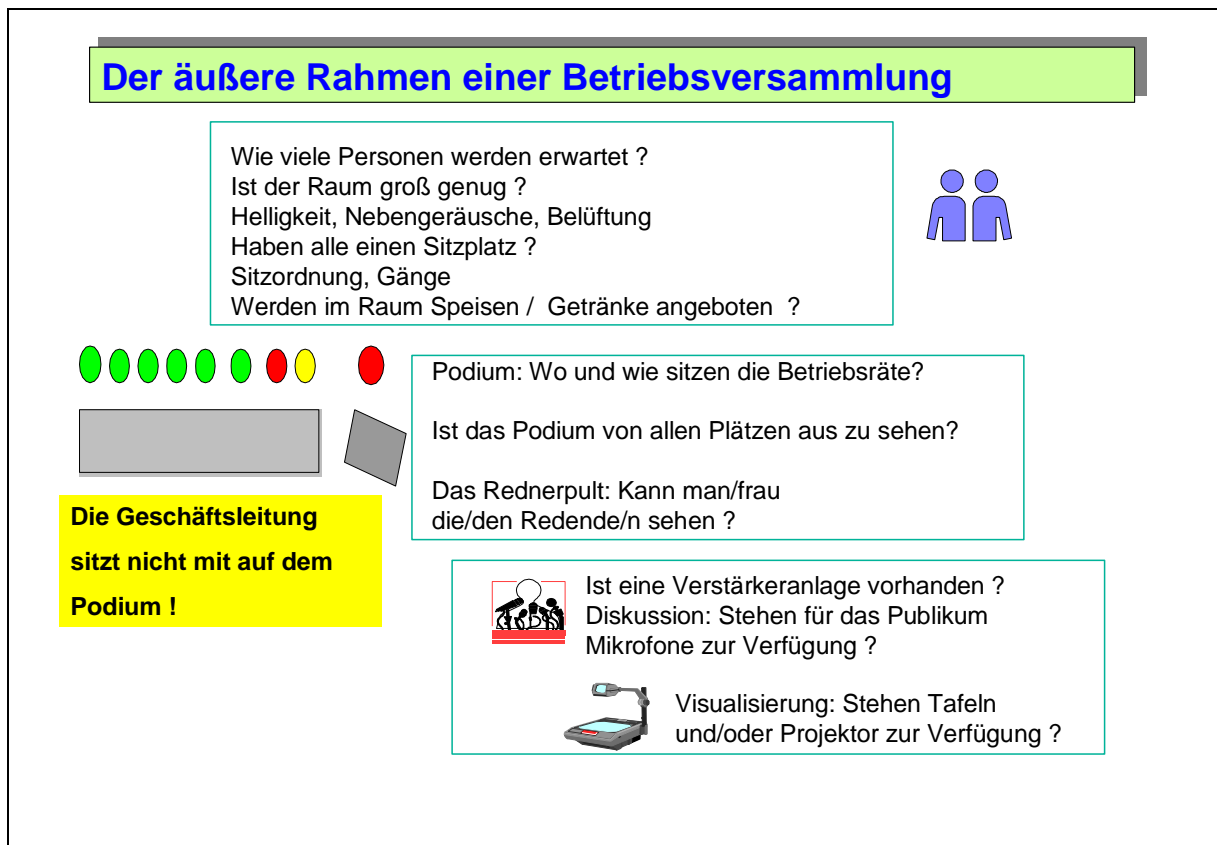 Der äußere Rahmen einer Betriebsversammlung
Wie viele Personen werden erwartet ?
Ist der Raum groß genug ?
Helligkeit, Nebengeräusche, Belüftung
Haben alle einen Sitzplatz ?
Sitzordnung, Gänge
Werden im Raum Speisen / Getränke angeboten ?
Podium: Wo und wie sitzen die Betriebsräte?
Ist das Podium von allen Plätzen aus zu sehen?
Das Rednerpult: Kann man/frau
die/den Redende/n sehen ?
Die Geschäftsleitung
sitzt nicht mit auf dem
Podium !
Ist eine Verstärkeranlage vorhanden ?
Diskussion: Stehen für das Publikum
Mikrofone zur Verfügung ?
Visualisierung: Stehen Tafeln
und/oder Projektor zur Verfügung ?